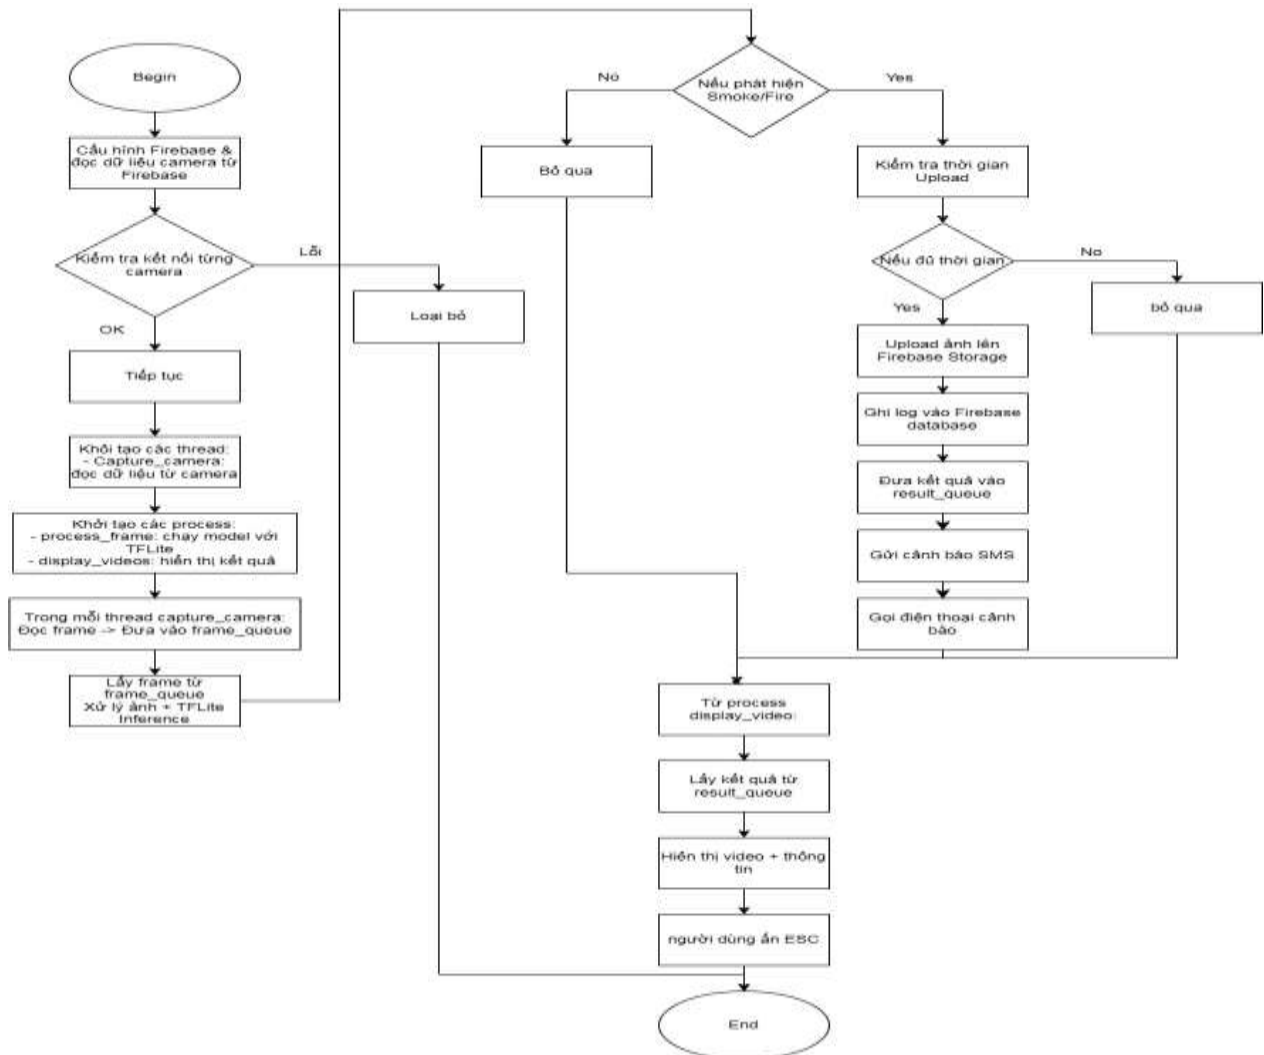 Begin
Cấu hình Firebase &
đọc dữ liệu camera từ
Firebase
Kiểm tra kết nối từng
camera
Lỗi
Loại bỏ
OK
Tiếp tục
Khởi tạo các thread:
- Capture_camera:
đọc dữ liệu từ camera
Khởi tạo các process:
- process_frame: chạy model với
TFLite
- display_videos: hiển thị kết quả
Trong mỗi thread capture_camera:
Đọc frame -> Đưa vào frame_queue
Lấy frame từ
frame_queue
Xử lý ảnh + TFLite
Inference
Nếu phát hiện
Smoke/Fire
No
Bỏ qua
Yes
Kiểm tra thời gian
Upload
Nếu đủ thời gian
No
bỏ qua
Yes
Upload ảnh lên
Firebase Storage
Ghi log vào Firebase
database
Đưa kết quả vào
result_queue
Gửi cảnh báo SMS
Gọi điện thoại cảnh
báo
Từ process
display_video:
Lấy kết quả từ
result_queue
Hiển thị video + thông
tin
người dùng ấn ESC
End